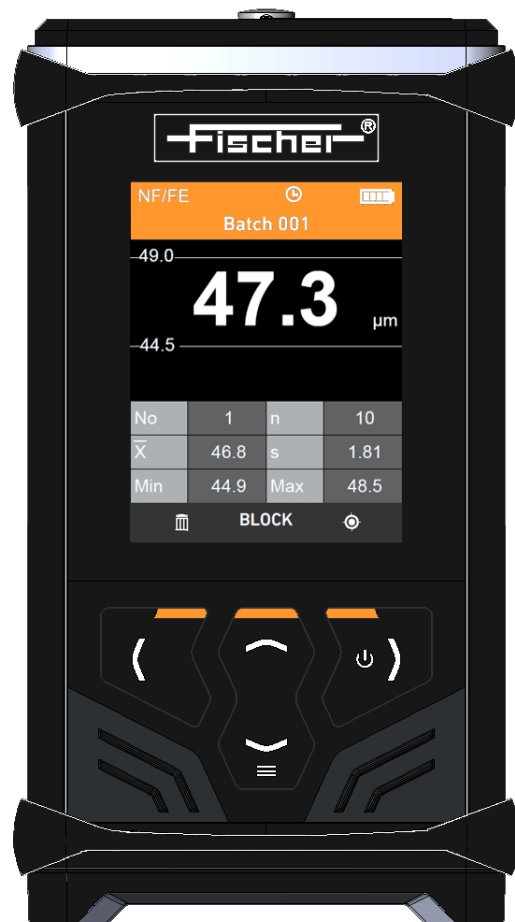 Fischer®
NF/FE
Batch 001
49.0
47.3 µm
44.5
No 1 n 10
X̅ 46.8 s 1.81
Min 44.9 Max 48.5
BLOCK